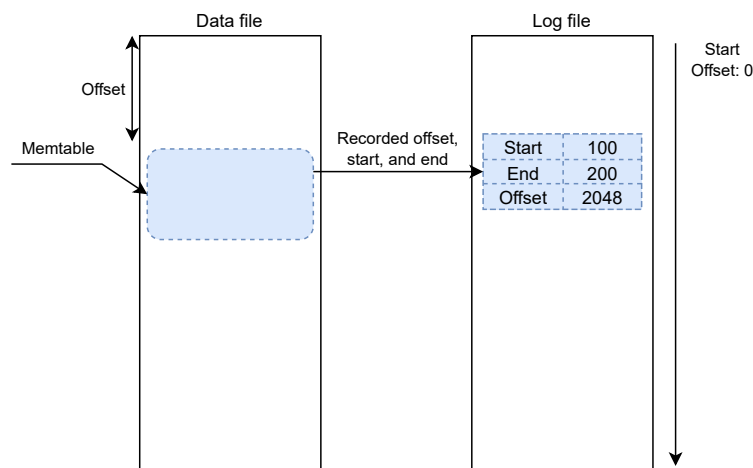 Data file
Log file
Start
Offset: 0
Offset
Memtable
Recorded offset,
start, and end
Start 100
End 200
Offset 2048